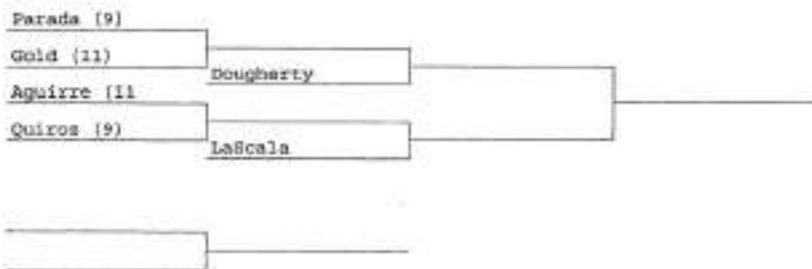 Parada (9)
Gold (11)
Dougherty
Aguirre (11
Quiros (9)
LaScala